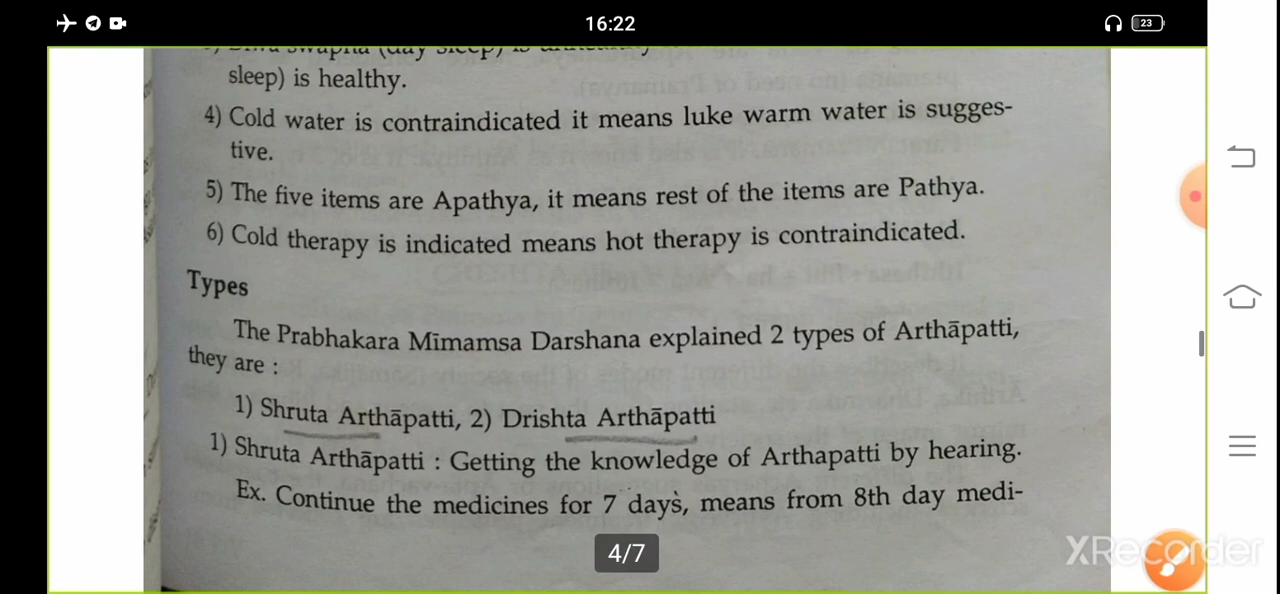 16:22
23
sleep) is healthy.
4) Cold water is contraindicated it means luke warm water is sugges-
tive.
5) The five items are Apathya, it means rest of the items are Pathya.
6) Cold therapy is indicated means hot therapy is contraindicated.
Types
The Prabhakara Mīmamsa Darshana explained 2 types of Arthāpatti,
they are :
1) Shruta Arthāpatti, 2) Drishta Arthāpatti
1) Shruta Arthāpatti : Getting the knowledge of Arthapatti by hearing.
Ex. Continue the medicines for 7 days, means from 8th day medi-
4/7
XRecorder